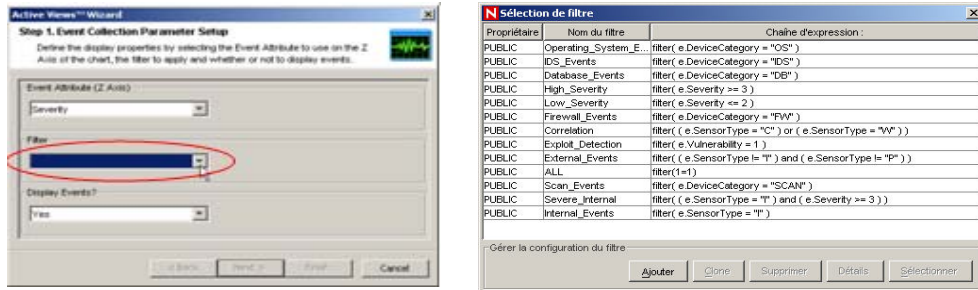 Active Views™ Wizard
Step 1. Event Collection Parameter Setup
Define the display properties by selecting the Event Attribute to use on the Z
Axis of the chart, the filter to apply and whether or not to display events.
Event Attribute (Z Axis)
Severity
Filter
Display Events?
Yes
< Back
Next >
Finish
Cancel
Sélection de filtre
Propriétaire Nom du filtre Chaîne d'expression :
PUBLIC Operating_System_E... filter( e.DeviceCategory = "OS" )
PUBLIC IDS_Events filter( e.DeviceCategory = "IDS" )
PUBLIC Database_Events filter( e.DeviceCategory = "DB" )
PUBLIC High_Severity filter( e.Severity >= 3 )
PUBLIC Low_Severity filter( e.Severity <= 2 )
PUBLIC Firewall_Events filter( e.DeviceCategory = "FW" )
PUBLIC Correlation filter( ( e.SensorType = "C" ) or ( e.SensorType = "W" ) )
PUBLIC Exploit_Detection filter( e.Vulnerability = 1 )
PUBLIC External_Events filter( ( e.SensorType != "I" ) and ( e.SensorType != "P" ) )
PUBLIC ALL filter(1=1)
PUBLIC Scan_Events filter( e.DeviceCategory = "SCAN" )
PUBLIC Severe_Internal filter( ( e.SensorType = "I" ) and ( e.Severity >= 3 ) )
PUBLIC Internal_Events filter( e.SensorType = "I" )
Gérer la configuration du filtre
Ajouter
Clone
Supprimer
Détails
Sélectionner